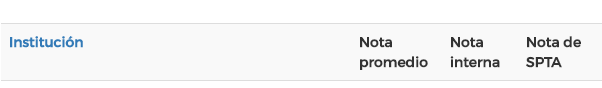 Institución
Nota promedio
Nota interna
Nota de SPTA